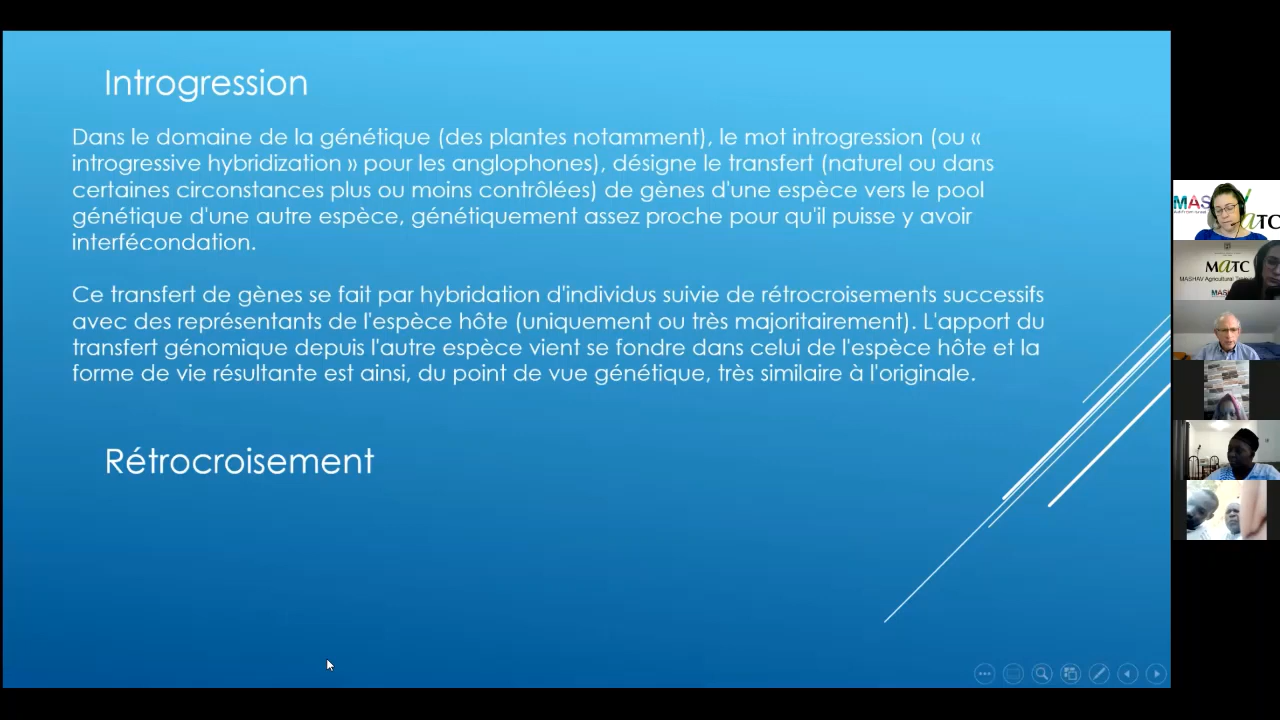 Introgression
Dans le domaine de la génétique (des plantes notamment), le mot introgression (ou «
introgressive hybridization » pour les anglophones), désigne le transfert (naturel ou dans
certaines circonstances plus ou moins contrôlées) de gènes d'une espèce vers le pool
génétique d'une autre espèce, génétiquement assez proche pour qu'il puisse y avoir
interfécondation.
Ce transfert de gènes se fait par hybridation d'individus suivie de rétrocroisements successifs
avec des représentants de l'espèce hôte (uniquement ou très majoritairement). L'apport du
transfert génomique depuis l'autre espèce vient se fondre dans celui de l'espèce hôte et la
forme de vie résultante est ainsi, du point de vue génétique, très similaire à l'originale.
Rétrocroisement
MAS
aTC
MaTC
MASHAV Agricultural
MAS